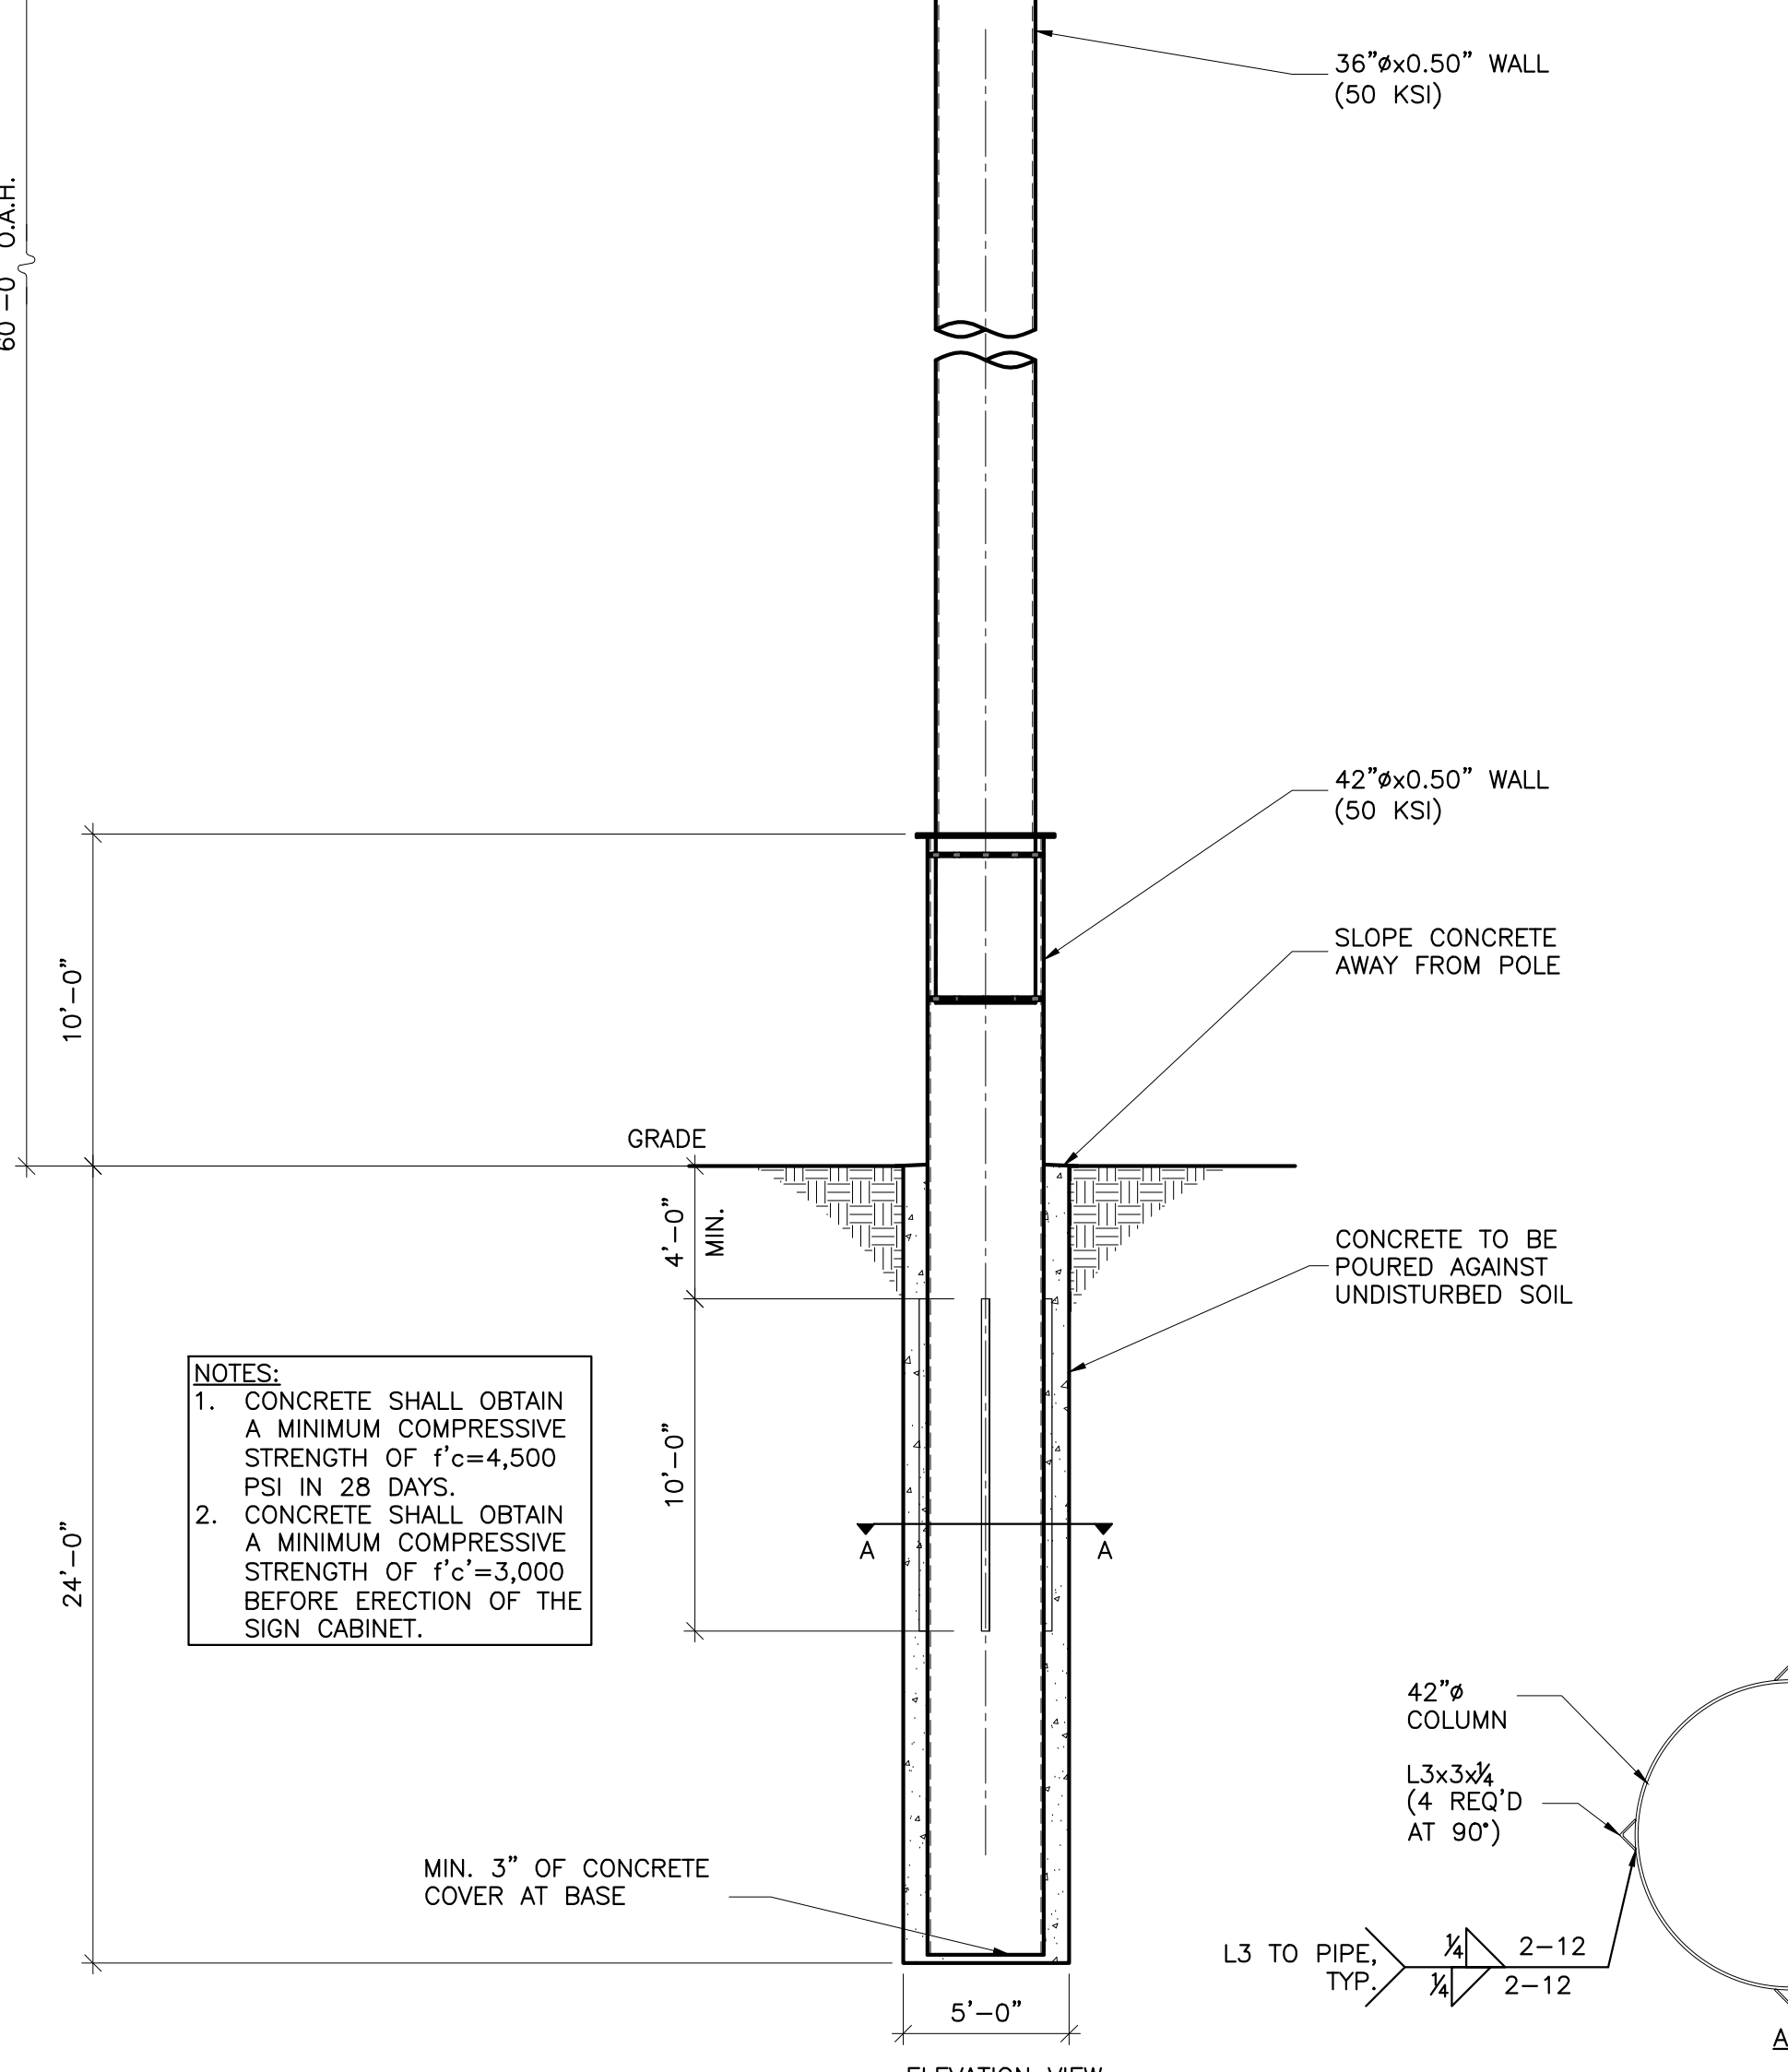 36"øx0.50" WALL
(50 KSI)
60'-0" O.A.H.
42"øx0.50" WALL
(50 KSI)
10'-0"
SLOPE CONCRETE
AWAY FROM POLE
GRADE
4'-0"
MIN.
CONCRETE TO BE
POURED AGAINST
UNDISTURBED SOIL
NOTES:
1. CONCRETE SHALL OBTAIN
A MINIMUM COMPRESSIVE
STRENGTH OF f'c=4,500
PSI IN 28 DAYS.
2. CONCRETE SHALL OBTAIN
A MINIMUM COMPRESSIVE
STRENGTH OF f'c'=3,000
BEFORE ERECTION OF THE
SIGN CABINET.
10'-0"
24'-0"
A
A
42"ø
COLUMN
L3x3x1/4
(4 REQ'D
AT 90°)
MIN. 3" OF CONCRETE
COVER AT BASE
L3 TO PIPE,
TYP.
1/4 2-12
1/4 2-12
5'-0"
A
ELEVATION VIEW